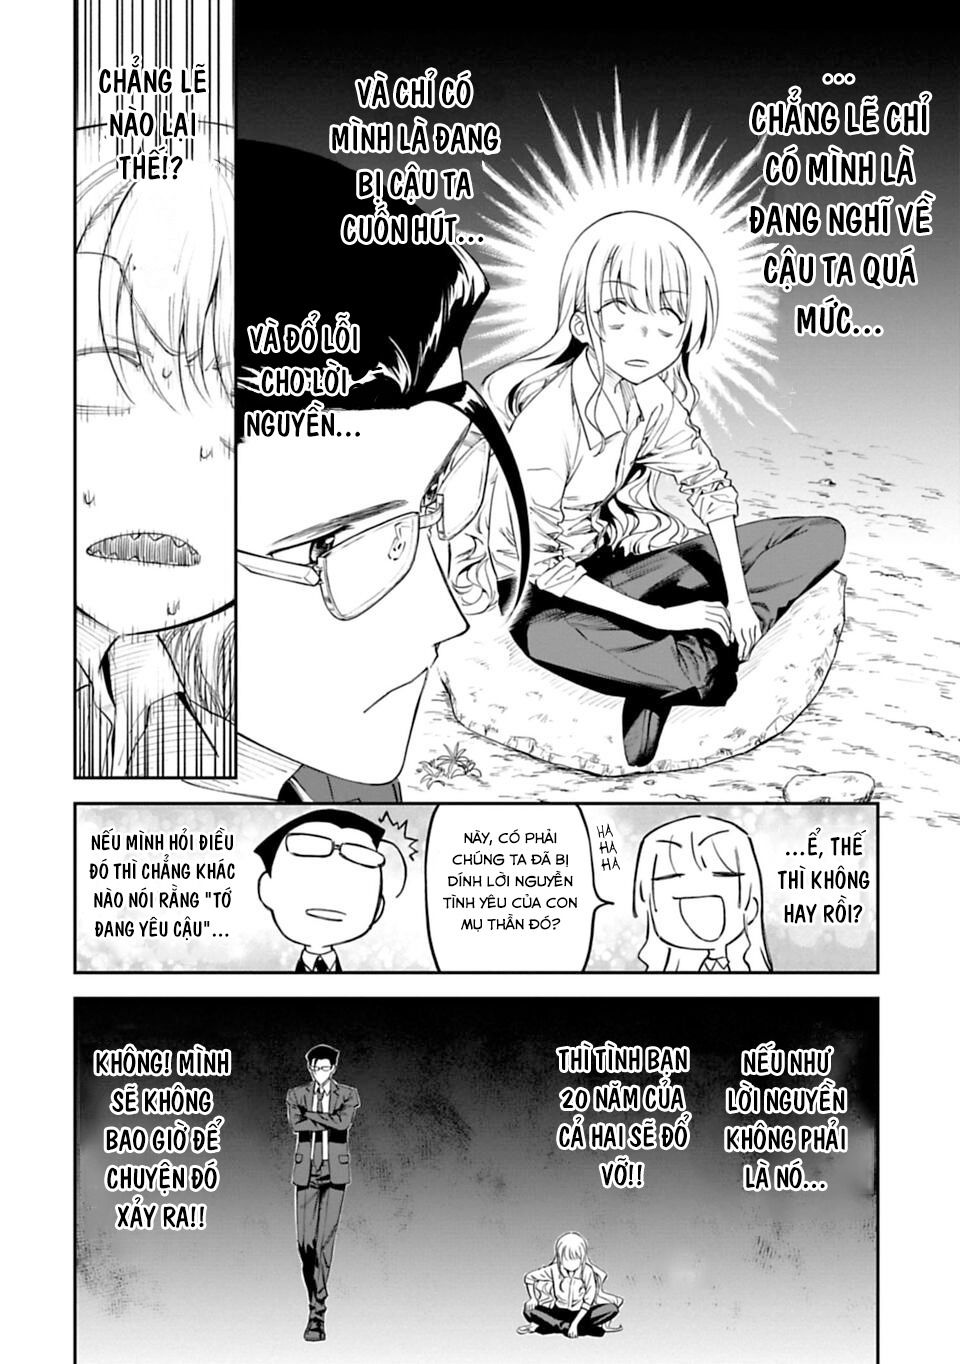 ...
CHẲNG LẼ CHỈ
CÓ MÌNH LÀ
ĐANG NGHĨ VỀ
CẬU TA QUÁ
MỨC...
VÀ CHỈ CÓ
MÌNH LÀ ĐANG
BỊ CẬU TA
CUỐN HÚT...
VÀ ĐỔ LỖI
CHO LỜI
NGUYỀN...
CHẲNG LẼ
NÀO LẠI
THẾ!?
...Ể, THẾ
THÌ KHÔNG
HAY RỒI?
HA
HA
HA
HA
NÀY, CÓ PHẢI
CHÚNG TA ĐÃ BỊ
DÍNH LỜI NGUYỀN
TÌNH YÊU CỦA CON
MỤ THẦN ĐÓ?
NẾU MÌNH HỎI ĐIỀU
ĐÓ THÌ CHẲNG KHÁC
NÀO NÓI RẰNG "TỚ
ĐANG YÊU CẬU"...
NẾU NHƯ
LỜI NGUYỀN
KHÔNG PHẢI
LÀ NÓ...
THÌ TÌNH BẠN
20 NĂM CỦA
CẢ HAI SẼ ĐỔ
VỠ!!
KHÔNG! MÌNH
SẼ KHÔNG
BAO GIỜ ĐỂ
CHUYỆN ĐÓ
XẢY RA!!